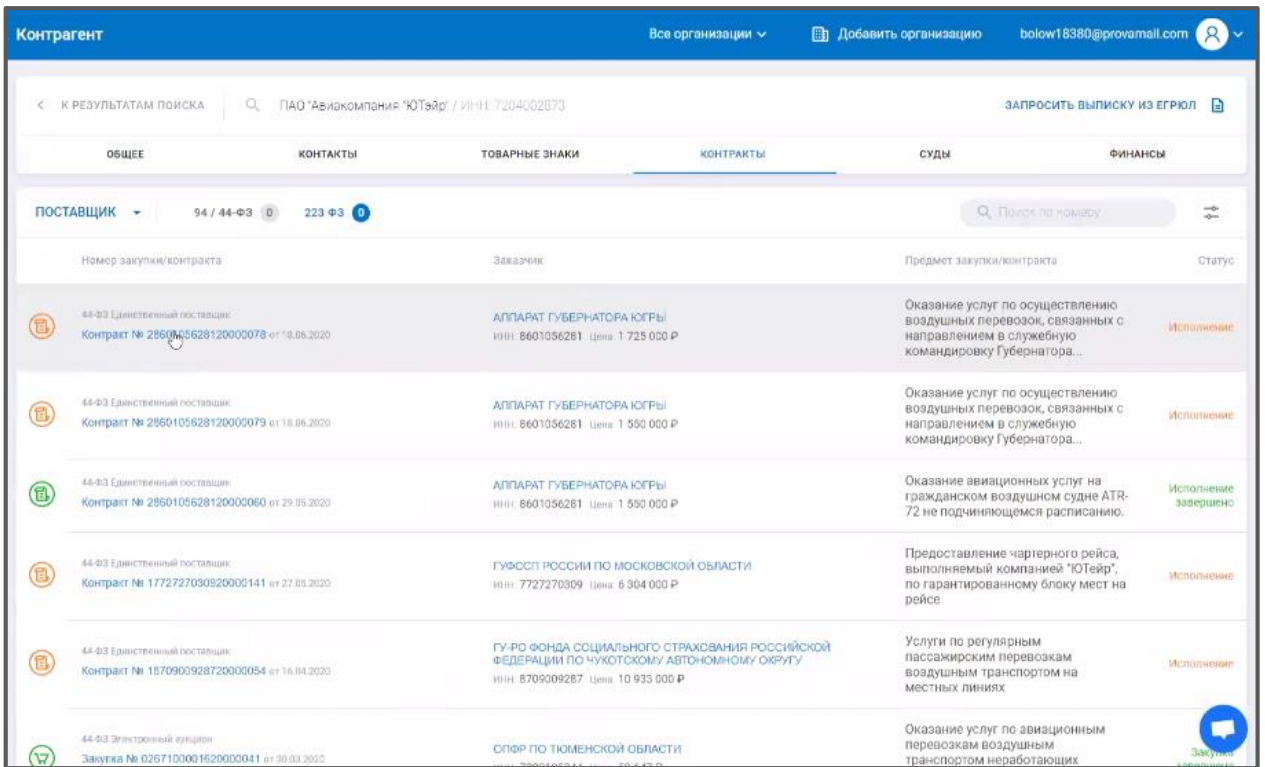 Контрагент
Все организации
Добавить организацию
bolow18380@provamail.com
К РЕЗУЛЬТАТАМ ПОИСКА
ПАО "Авиакомпания "ЮТэйр" / ИНН: 7204002873
ЗАПРОСИТЬ ВЫПИСКУ ИЗ ЕГРЮЛ
ОБЩЕЕ КОНТАКТЫ ТОВАРНЫЕ ЗНАКИ КОНТРАКТЫ СУДЫ ФИНАНСЫ
ПОСТАВЩИК 94 / 44-ФЗ 0 223 ФЗ 0 Поиск по номеру
Номер закупки/контракта Заказчик Предмет закупки/контракта Статус
44-ФЗ Единственный поставщик
Контракт № 2860105628120000078 от 18.06.2020
АППАРАТ ГУБЕРНАТОРА ЮГРЫ
ИНН: 8601056281 Цена: 1 725 000 ₽
Оказание услуг по осуществлению
воздушных перевозок, связанных с
направлением в служебную
командировку Губернатора...
Исполнение
44-ФЗ Единственный поставщик
Контракт № 2860105628120000079 от 18.06.2020
АППАРАТ ГУБЕРНАТОРА ЮГРЫ
ИНН: 8601056281 Цена: 1 550 000 ₽
Оказание услуг по осуществлению
воздушных перевозок, связанных с
направлением в служебную
командировку Губернатора...
Исполнение
44-ФЗ Единственный поставщик
Контракт № 2860105628120000060 от 29.05.2020
АППАРАТ ГУБЕРНАТОРА ЮГРЫ
ИНН: 8601056281 Цена: 1 550 000 ₽
Оказание авиационных услуг на
гражданском воздушном судне ATR-
72 не подчиняющемся расписанию.
Исполнение
завершено
44-ФЗ Единственный поставщик
Контракт № 1772727030920000141 от 27.05.2020
ГУФССП РОССИИ ПО МОСКОВСКОЙ ОБЛАСТИ
ИНН: 7727270309 Цена: 6 304 000 ₽
Предоставление чартерного рейса,
выполняемый компанией "ЮТейр",
по гарантированному блоку мест на
рейсе
Исполнение
44-ФЗ Единственный поставщик
Контракт № 1870900928720000054 от 16.04.2020
ГУ-РО ФОНДА СОЦИАЛЬНОГО СТРАХОВАНИЯ РОССИЙСКОЙ
ФЕДЕРАЦИИ ПО ЧУКОТСКОМУ АВТОНОМНОМУ ОКРУГУ
ИНН: 8709009287 Цена: 10 933 000 ₽
Услуги по регулярным
пассажирским перевозкам
воздушным транспортом на
местных линиях
Исполнение
44-ФЗ Электронный аукцион
Закупка № 0267100001620000041 от 30.03.2020
ОПФР ПО ТЮМЕНСКОЙ ОБЛАСТИ
Оказание услуг по авиационным
перевозкам воздушным
транспортом неработающих